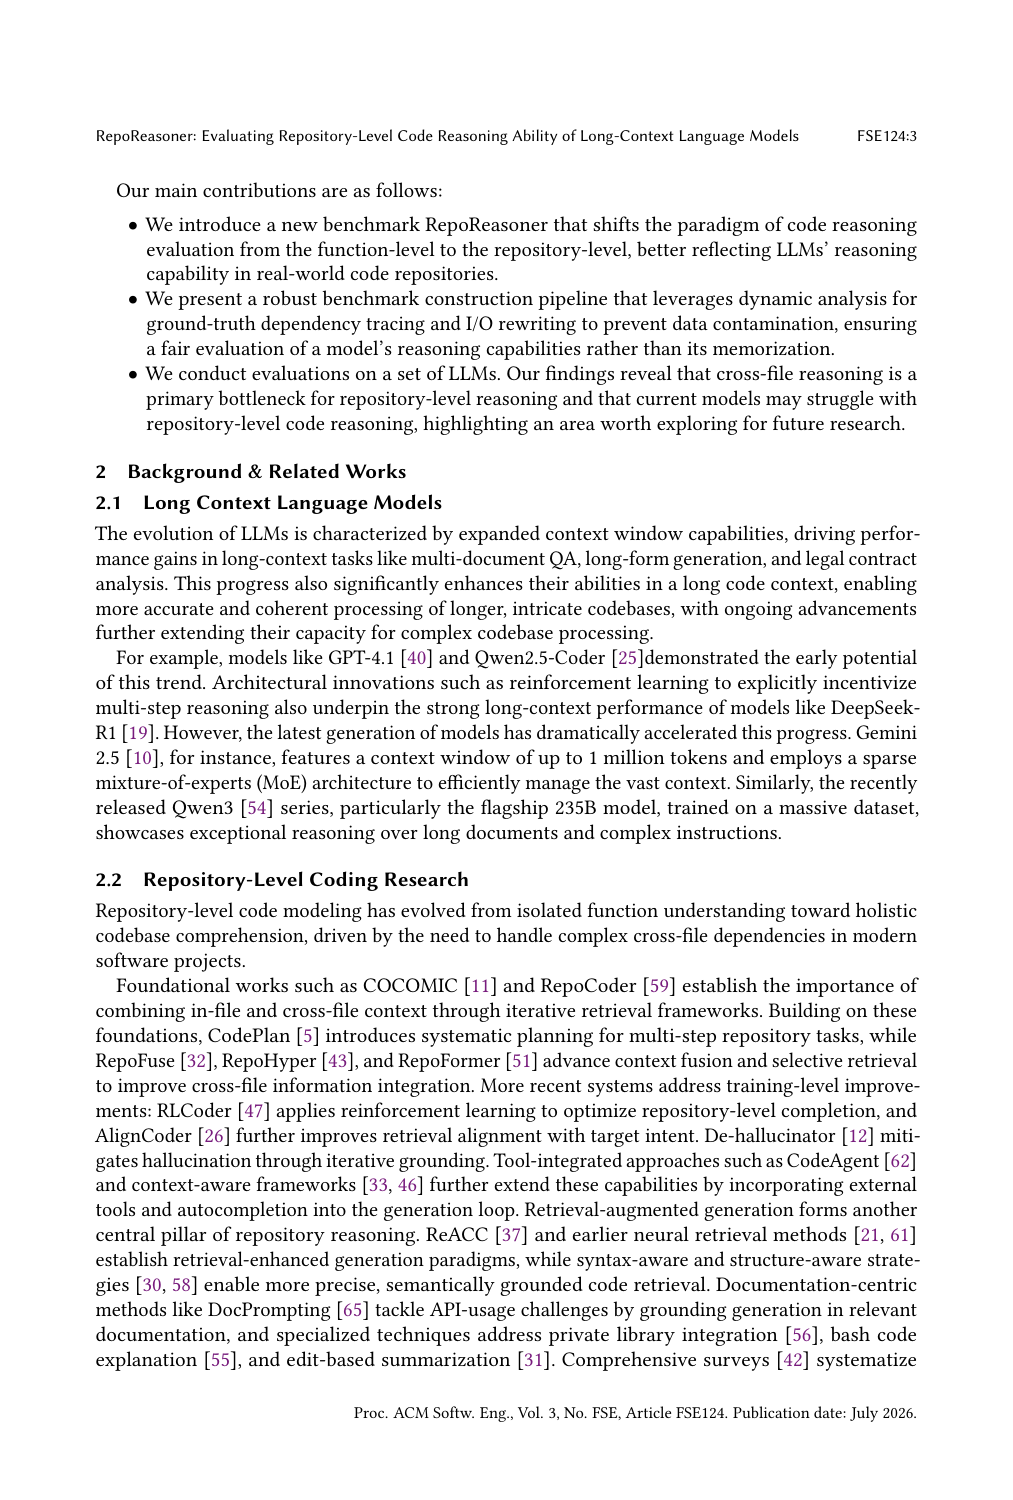 RepoReasoner: Evaluating Repository-Level Code Reasoning Ability of Long-Context Language Models FSE124:3
Our main contributions are as follows:
• We introduce a new benchmark RepoReasoner that shifts the paradigm of code reasoning
evaluation from the function-level to the repository-level, better reflecting LLMs' reasoning
capability in real-world code repositories.
• We present a robust benchmark construction pipeline that leverages dynamic analysis for
ground-truth dependency tracing and I/O rewriting to prevent data contamination, ensuring
a fair evaluation of a model's reasoning capabilities rather than its memorization.
• We conduct evaluations on a set of LLMs. Our findings reveal that cross-file reasoning is a
primary bottleneck for repository-level reasoning and that current models may struggle with
repository-level code reasoning, highlighting an area worth exploring for future research.
2 Background & Related Works
2.1 Long Context Language Models
The evolution of LLMs is characterized by expanded context window capabilities, driving perfor-
mance gains in long-context tasks like multi-document QA, long-form generation, and legal contract
analysis. This progress also significantly enhances their abilities in a long code context, enabling
more accurate and coherent processing of longer, intricate codebases, with ongoing advancements
further extending their capacity for complex codebase processing.
For example, models like GPT-4.1 [40] and Qwen2.5-Coder [25]demonstrated the early potential
of this trend. Architectural innovations such as reinforcement learning to explicitly incentivize
multi-step reasoning also underpin the strong long-context performance of models like DeepSeek-
R1 [19]. However, the latest generation of models has dramatically accelerated this progress. Gemini
2.5 [10], for instance, features a context window of up to 1 million tokens and employs a sparse
mixture-of-experts (MoE) architecture to efficiently manage the vast context. Similarly, the recently
released Qwen3 [54] series, particularly the flagship 235B model, trained on a massive dataset,
showcases exceptional reasoning over long documents and complex instructions.
2.2 Repository-Level Coding Research
Repository-level code modeling has evolved from isolated function understanding toward holistic
codebase comprehension, driven by the need to handle complex cross-file dependencies in modern
software projects.
Foundational works such as COCOMIC [11] and RepoCoder [59] establish the importance of
combining in-file and cross-file context through iterative retrieval frameworks. Building on these
foundations, CodePlan [5] introduces systematic planning for multi-step repository tasks, while
RepoFuse [32], RepoHyper [43], and RepoFormer [51] advance context fusion and selective retrieval
to improve cross-file information integration. More recent systems address training-level improve-
ments: RLCoder [47] applies reinforcement learning to optimize repository-level completion, and
AlignCoder [26] further improves retrieval alignment with target intent. De-hallucinator [12] miti-
gates hallucination through iterative grounding. Tool-integrated approaches such as CodeAgent [62]
and context-aware frameworks [33, 46] further extend these capabilities by incorporating external
tools and autocompletion into the generation loop. Retrieval-augmented generation forms another
central pillar of repository reasoning. ReACC [37] and earlier neural retrieval methods [21, 61]
establish retrieval-enhanced generation paradigms, while syntax-aware and structure-aware strate-
gies [30, 58] enable more precise, semantically grounded code retrieval. Documentation-centric
methods like DocPrompting [65] tackle API-usage challenges by grounding generation in relevant
documentation, and specialized techniques address private library integration [56], bash code
explanation [55], and edit-based summarization [31]. Comprehensive surveys [42] systematize
Proc. ACM Softw. Eng., Vol. 3, No. FSE, Article FSE124. Publication date: July 2026.